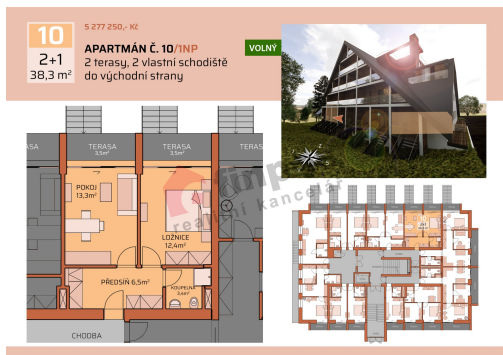 10
2+1
38,3 m²
5 277 250,- Kč
APARTMÁN Č. 10/1NP
2 terasy, 2 vlastní schodiště
do východní strany
VOLNÝ
TERASA
3,5m²
TERASA
3,5m²
POKOJ
13,3m²
LOŽNICE
12,4m²
PŘEDSÍŇ 6,5m²
KOUPELNA
CHODBA
realitní kancelář